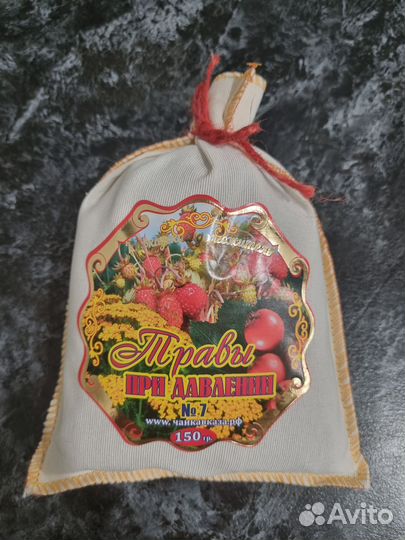 Травы
ПРИ ДАВЛЕНИИ
№ 7
www.чайкавказа.рф
150 гр.
Avito